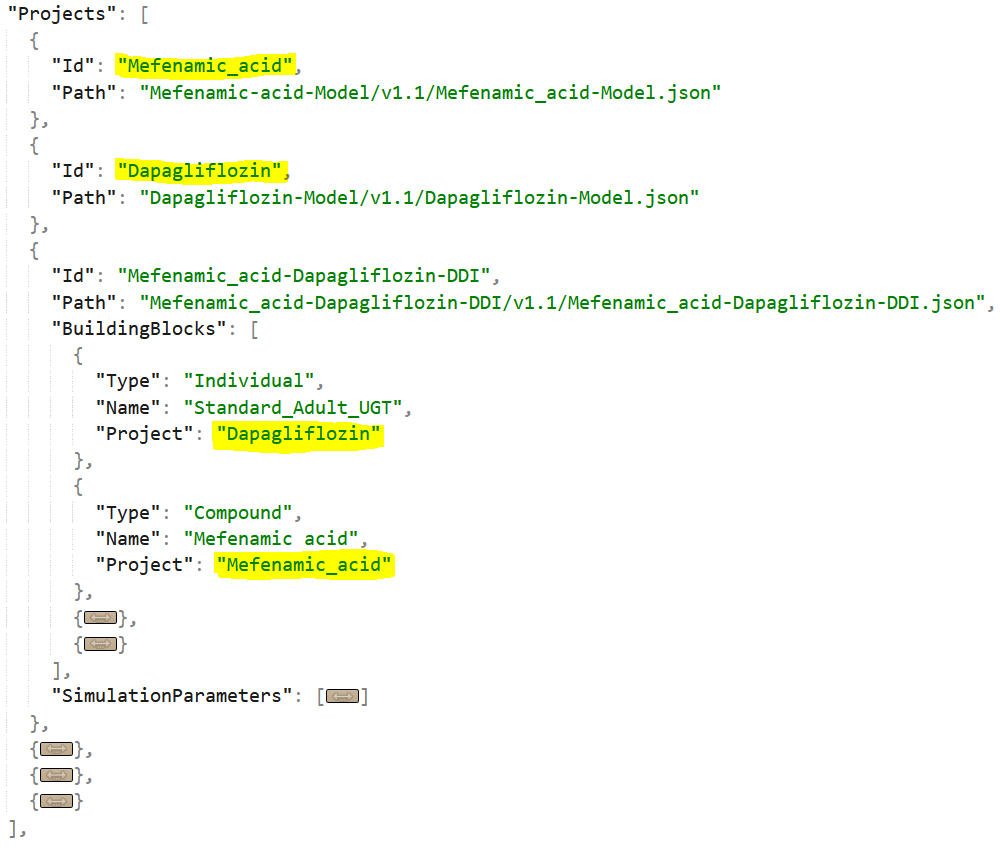 "Projects": [
{
"Id": "Mefenamic_acid",
"Path": "Mefenamic-acid-Model/v1.1/Mefenamic_acid-Model.json"
},
{
"Id": "Dapagliflozin",
"Path": "Dapagliflozin-Model/v1.1/Dapagliflozin-Model.json"
},
{
"Id": "Mefenamic_acid-Dapagliflozin-DDI",
"Path": "Mefenamic_acid-Dapagliflozin-DDI/v1.1/Mefenamic_acid-Dapagliflozin-DDI.json",
"BuildingBlocks": [
{
"Type": "Individual",
"Name": "Standard_Adult_UGT",
"Project": "Dapagliflozin"
},
{
"Type": "Compound",
"Name": "Mefenamic acid",
"Project": "Mefenamic_acid"
},
{↔},
{↔}
],
"SimulationParameters": [↔]
},
{↔},
{↔},
{↔}
],